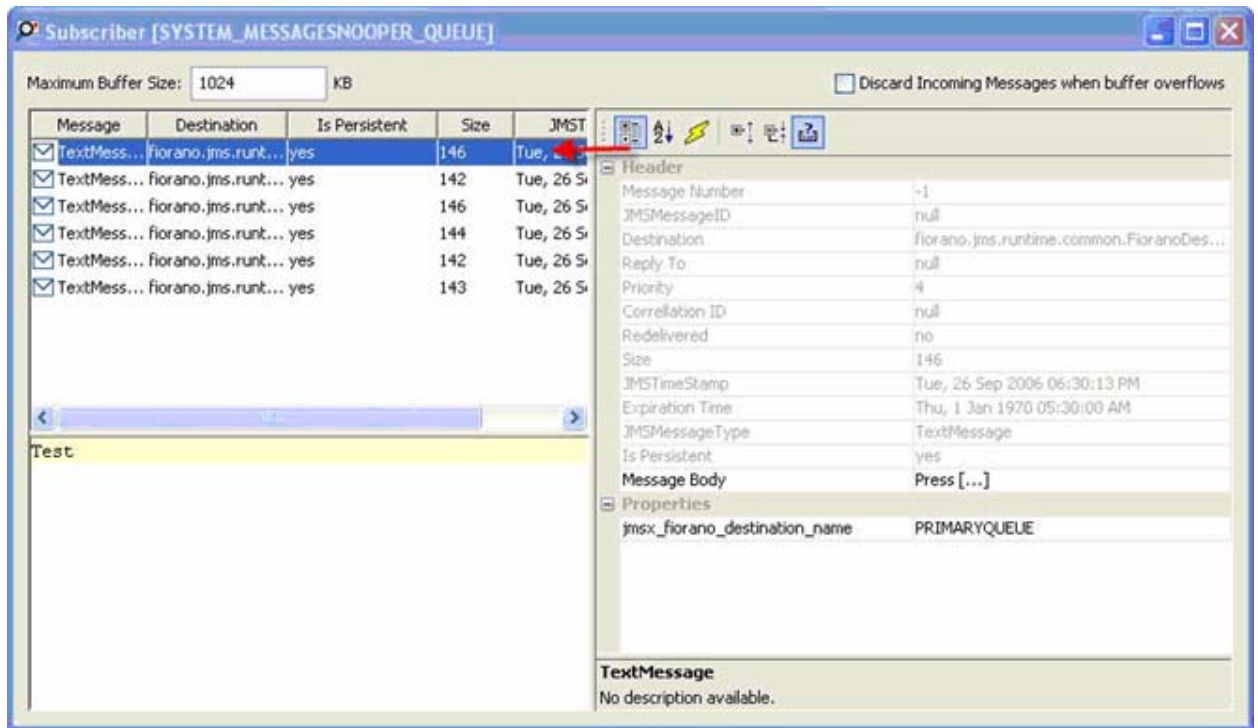 Subscriber [SYSTEM_MESSAGESNOOPER_QUEUE]
Maximum Buffer Size: 1024 KB
Discard Incoming Messages when buffer overflows
Message Destination Is Persistent Size JMST
TextMess... fiorano.jms.runt... yes 146 Tue,
TextMess... fiorano.jms.runt... yes 142 Tue, 26 S
TextMess... fiorano.jms.runt... yes 146 Tue, 26 S
TextMess... fiorano.jms.runt... yes 144 Tue, 26 S
TextMess... fiorano.jms.runt... yes 142 Tue, 26 S
TextMess... fiorano.jms.runt... yes 143 Tue, 26 S
Test
Header
Message Number -1
JMSMessageID null
Destination fiorano.jms.runtime.common.FioranoDes...
Reply To null
Priority 4
Correllation ID null
Redelivered no
Size 146
JMSTimeStamp Tue, 26 Sep 2006 06:30:13 PM
Expiration Time Thu, 1 Jan 1970 05:30:00 AM
JMSMessageType TextMessage
Is Persistent yes
Message Body Press [...]
Properties
jmsx_fiorano_destination_name PRIMARYQUEUE
TextMessage
No description available.